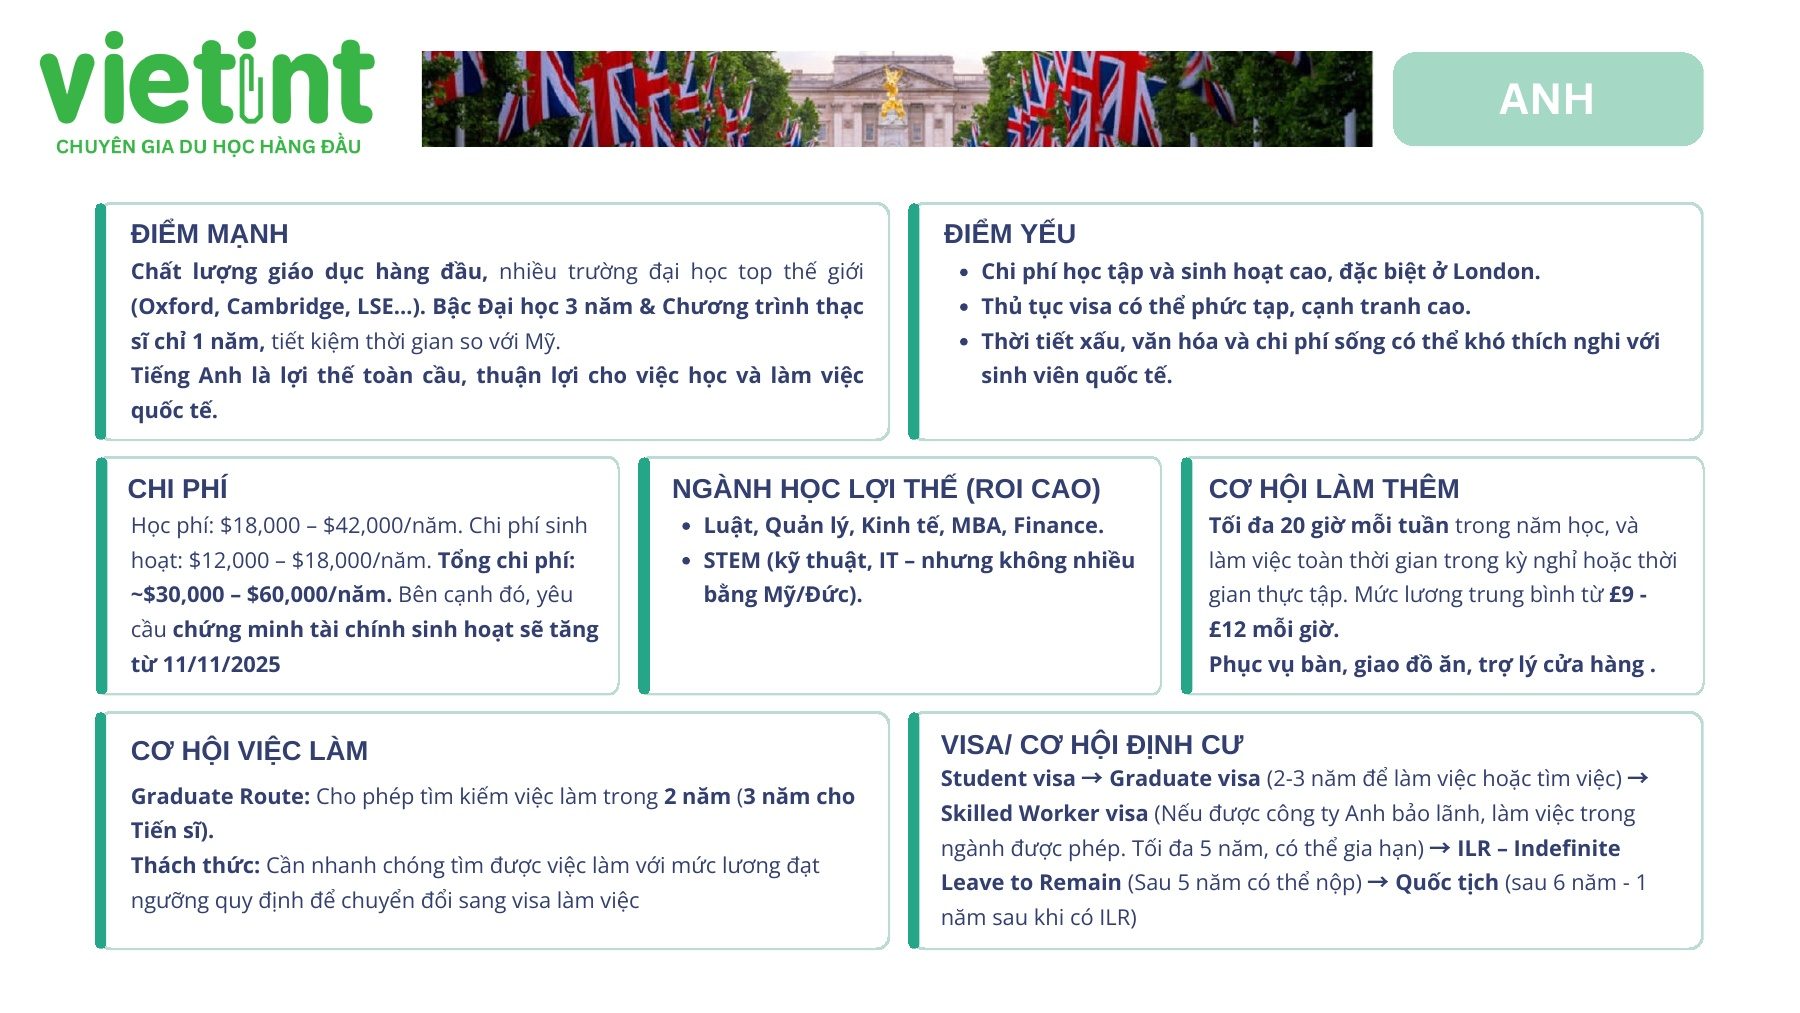 vietint
CHUYÊN GIA DU HỌC HÀNG ĐẦU
ANH
ĐIỂM MẠNH
Chất lượng giáo dục hàng đầu, nhiều trường đại học top thế giới
(Oxford, Cambridge, LSE...). Bậc Đại học 3 năm & Chương trình thạc
sĩ chỉ 1 năm, tiết kiệm thời gian so với Mỹ.
Tiếng Anh là lợi thế toàn cầu, thuận lợi cho việc học và làm việc
quốc tế.
ĐIỂM YẾU
• Chi phí học tập và sinh hoạt cao, đặc biệt ở London.
• Thủ tục visa có thể phức tạp, cạnh tranh cao.
• Thời tiết xấu, văn hóa và chi phí sống có thể khó thích nghi với
sinh viên quốc tế.
CHI PHÍ
Học phí: $18,000 – $42,000/năm. Chi phí sinh
hoạt: $12,000 – $18,000/năm. Tổng chi phí:
~$30,000 – $60,000/năm. Bên cạnh đó, yêu
cầu chứng minh tài chính sinh hoạt sẽ tăng
từ 11/11/2025
NGÀNH HỌC LỢI THẾ (ROI CAO)
• Luật, Quản lý, Kinh tế, MBA, Finance.
• STEM (kỹ thuật, IT – nhưng không nhiều
bằng Mỹ/Đức).
CƠ HỘI LÀM THÊM
Tối đa 20 giờ mỗi tuần trong năm học, và
làm việc toàn thời gian trong kỳ nghỉ hoặc thời
gian thực tập. Mức lương trung bình từ £9 -
£12 mỗi giờ.
Phục vụ bàn, giao đồ ăn, trợ lý cửa hàng .
CƠ HỘI VIỆC LÀM
Graduate Route: Cho phép tìm kiếm việc làm trong 2 năm (3 năm cho
Tiến sĩ).
Thách thức: Cần nhanh chóng tìm được việc làm với mức lương đạt
ngưỡng quy định để chuyển đổi sang visa làm việc
VISA/ CƠ HỘI ĐỊNH CƯ
Student visa → Graduate visa (2-3 năm để làm việc hoặc tìm việc) →
Skilled Worker visa (Nếu được công ty Anh bảo lãnh, làm việc trong
ngành được phép. Tối đa 5 năm, có thể gia hạn) → ILR – Indefinite
Leave to Remain (Sau 5 năm có thể nộp) → Quốc tịch (sau 6 năm - 1
năm sau khi có ILR)